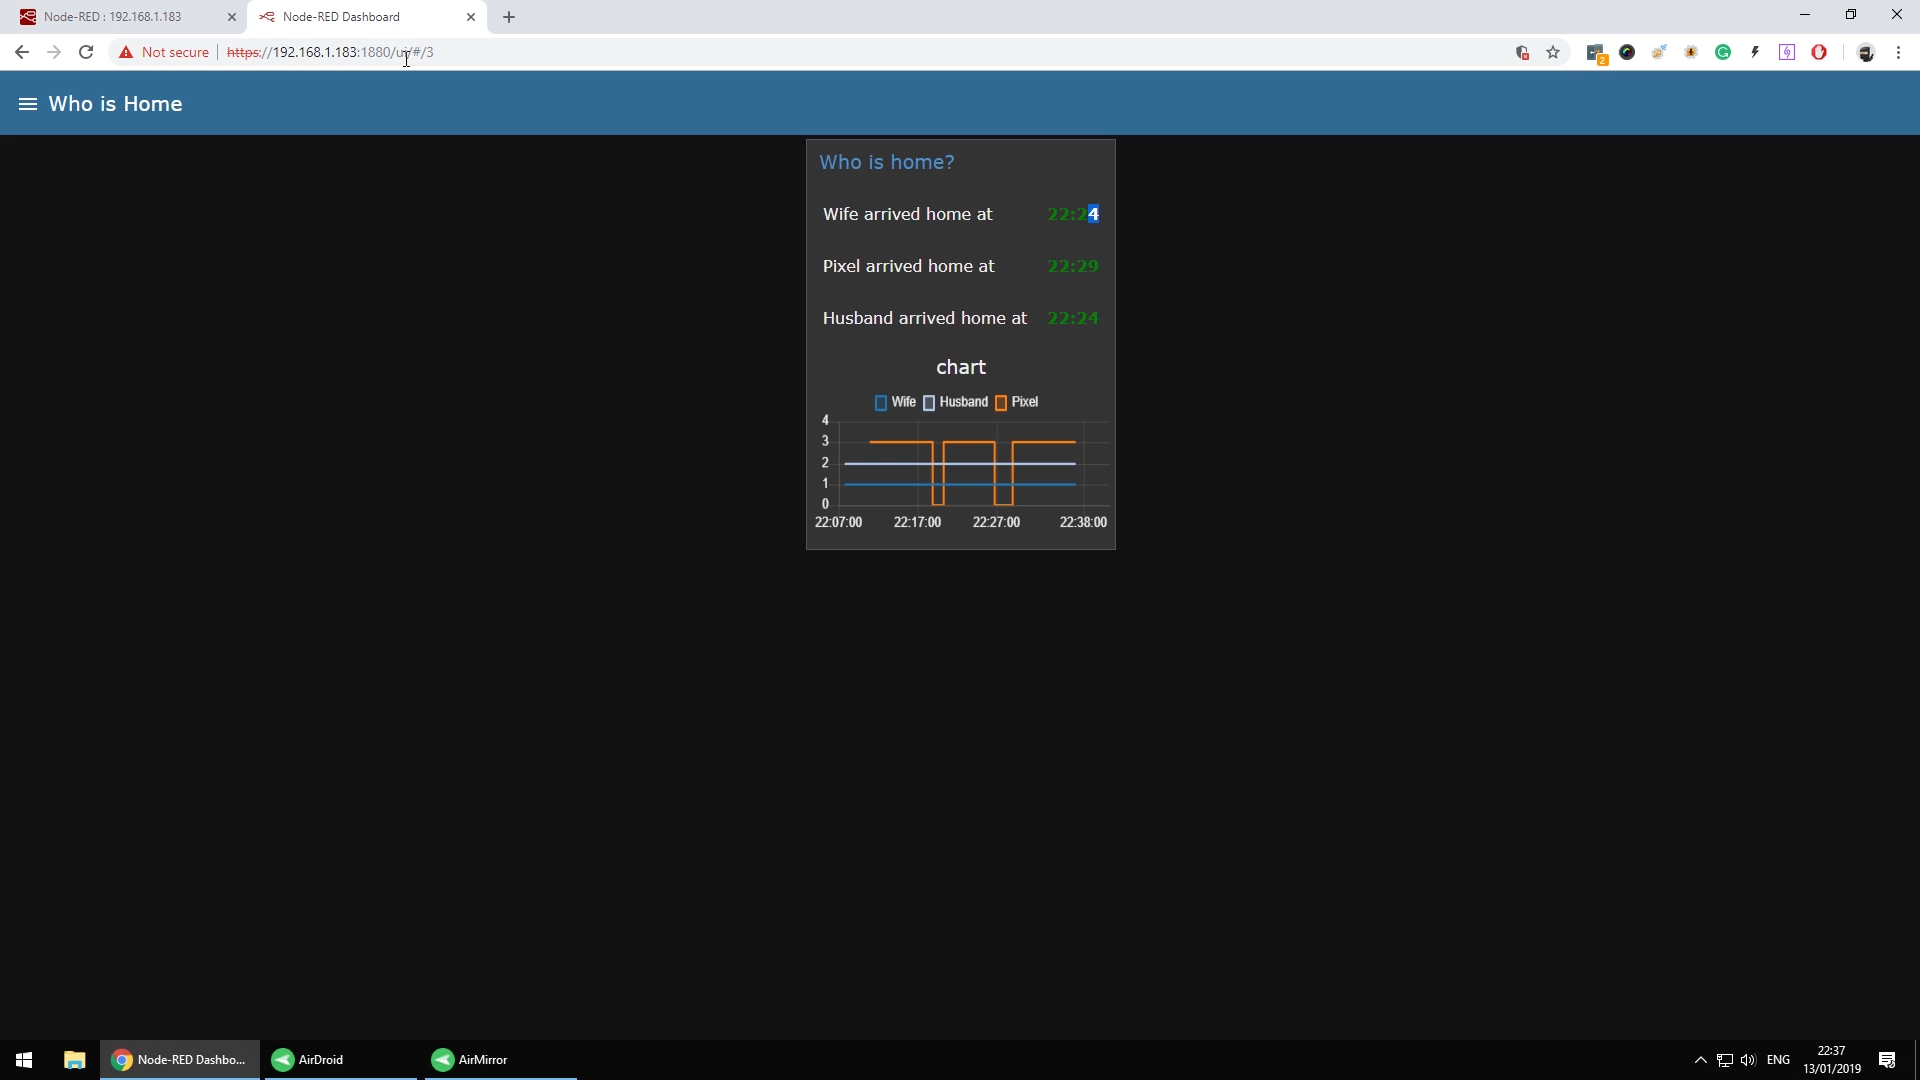 Node-RED : 192.168.1.183
Node-RED Dashboard
Not secure
https://192.168.1.183:1880/ui/#/3
2
Who is Home
Who is home?
Wife arrived home at 22:24
Pixel arrived home at 22:29
Husband arrived home at 22:24
chart
Wife Husband Pixel
4
3
2
1
0
22:07:00 22:17:00 22:27:00 22:38:00
Node-RED Dashbo...
AirDroid
AirMirror
ENG
22:37
13/01/2019